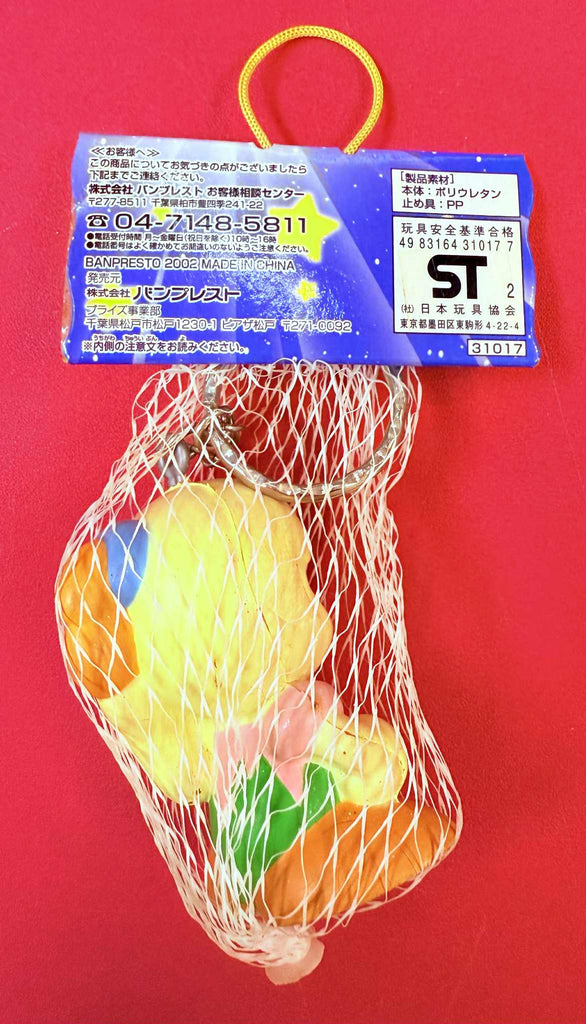 ≪お客様へ≫
この商品についてお気づきの点がございましたら
下記までご連絡ください。
株式会社 バンプレスト お客様相談センター
〒277-8511 千葉県柏市豊四季241-22
☎ 04-7148-5811
●電話受付時間 月〜金曜日(祝日を除く)10時〜16時
●電話番号はよく確かめてお間違いのないようご注意ください。
BANPRESTO 2002 MADE IN CHINA
発売元
株式会社 バンプレスト
プライズ事業部
千葉県松戸市松戸1230-1 ピアザ松戸 〒271-0092
※内側の注意文をお読みください。
うちがわ ちゅういぶん よ
[製品素材]
本体：ポリウレタン
止め具：PP
玩具安全基準合格
49 83164 31017 7
ST 2
(社) 日本玩具協会
東京都墨田区東駒形 4-22-4
31017